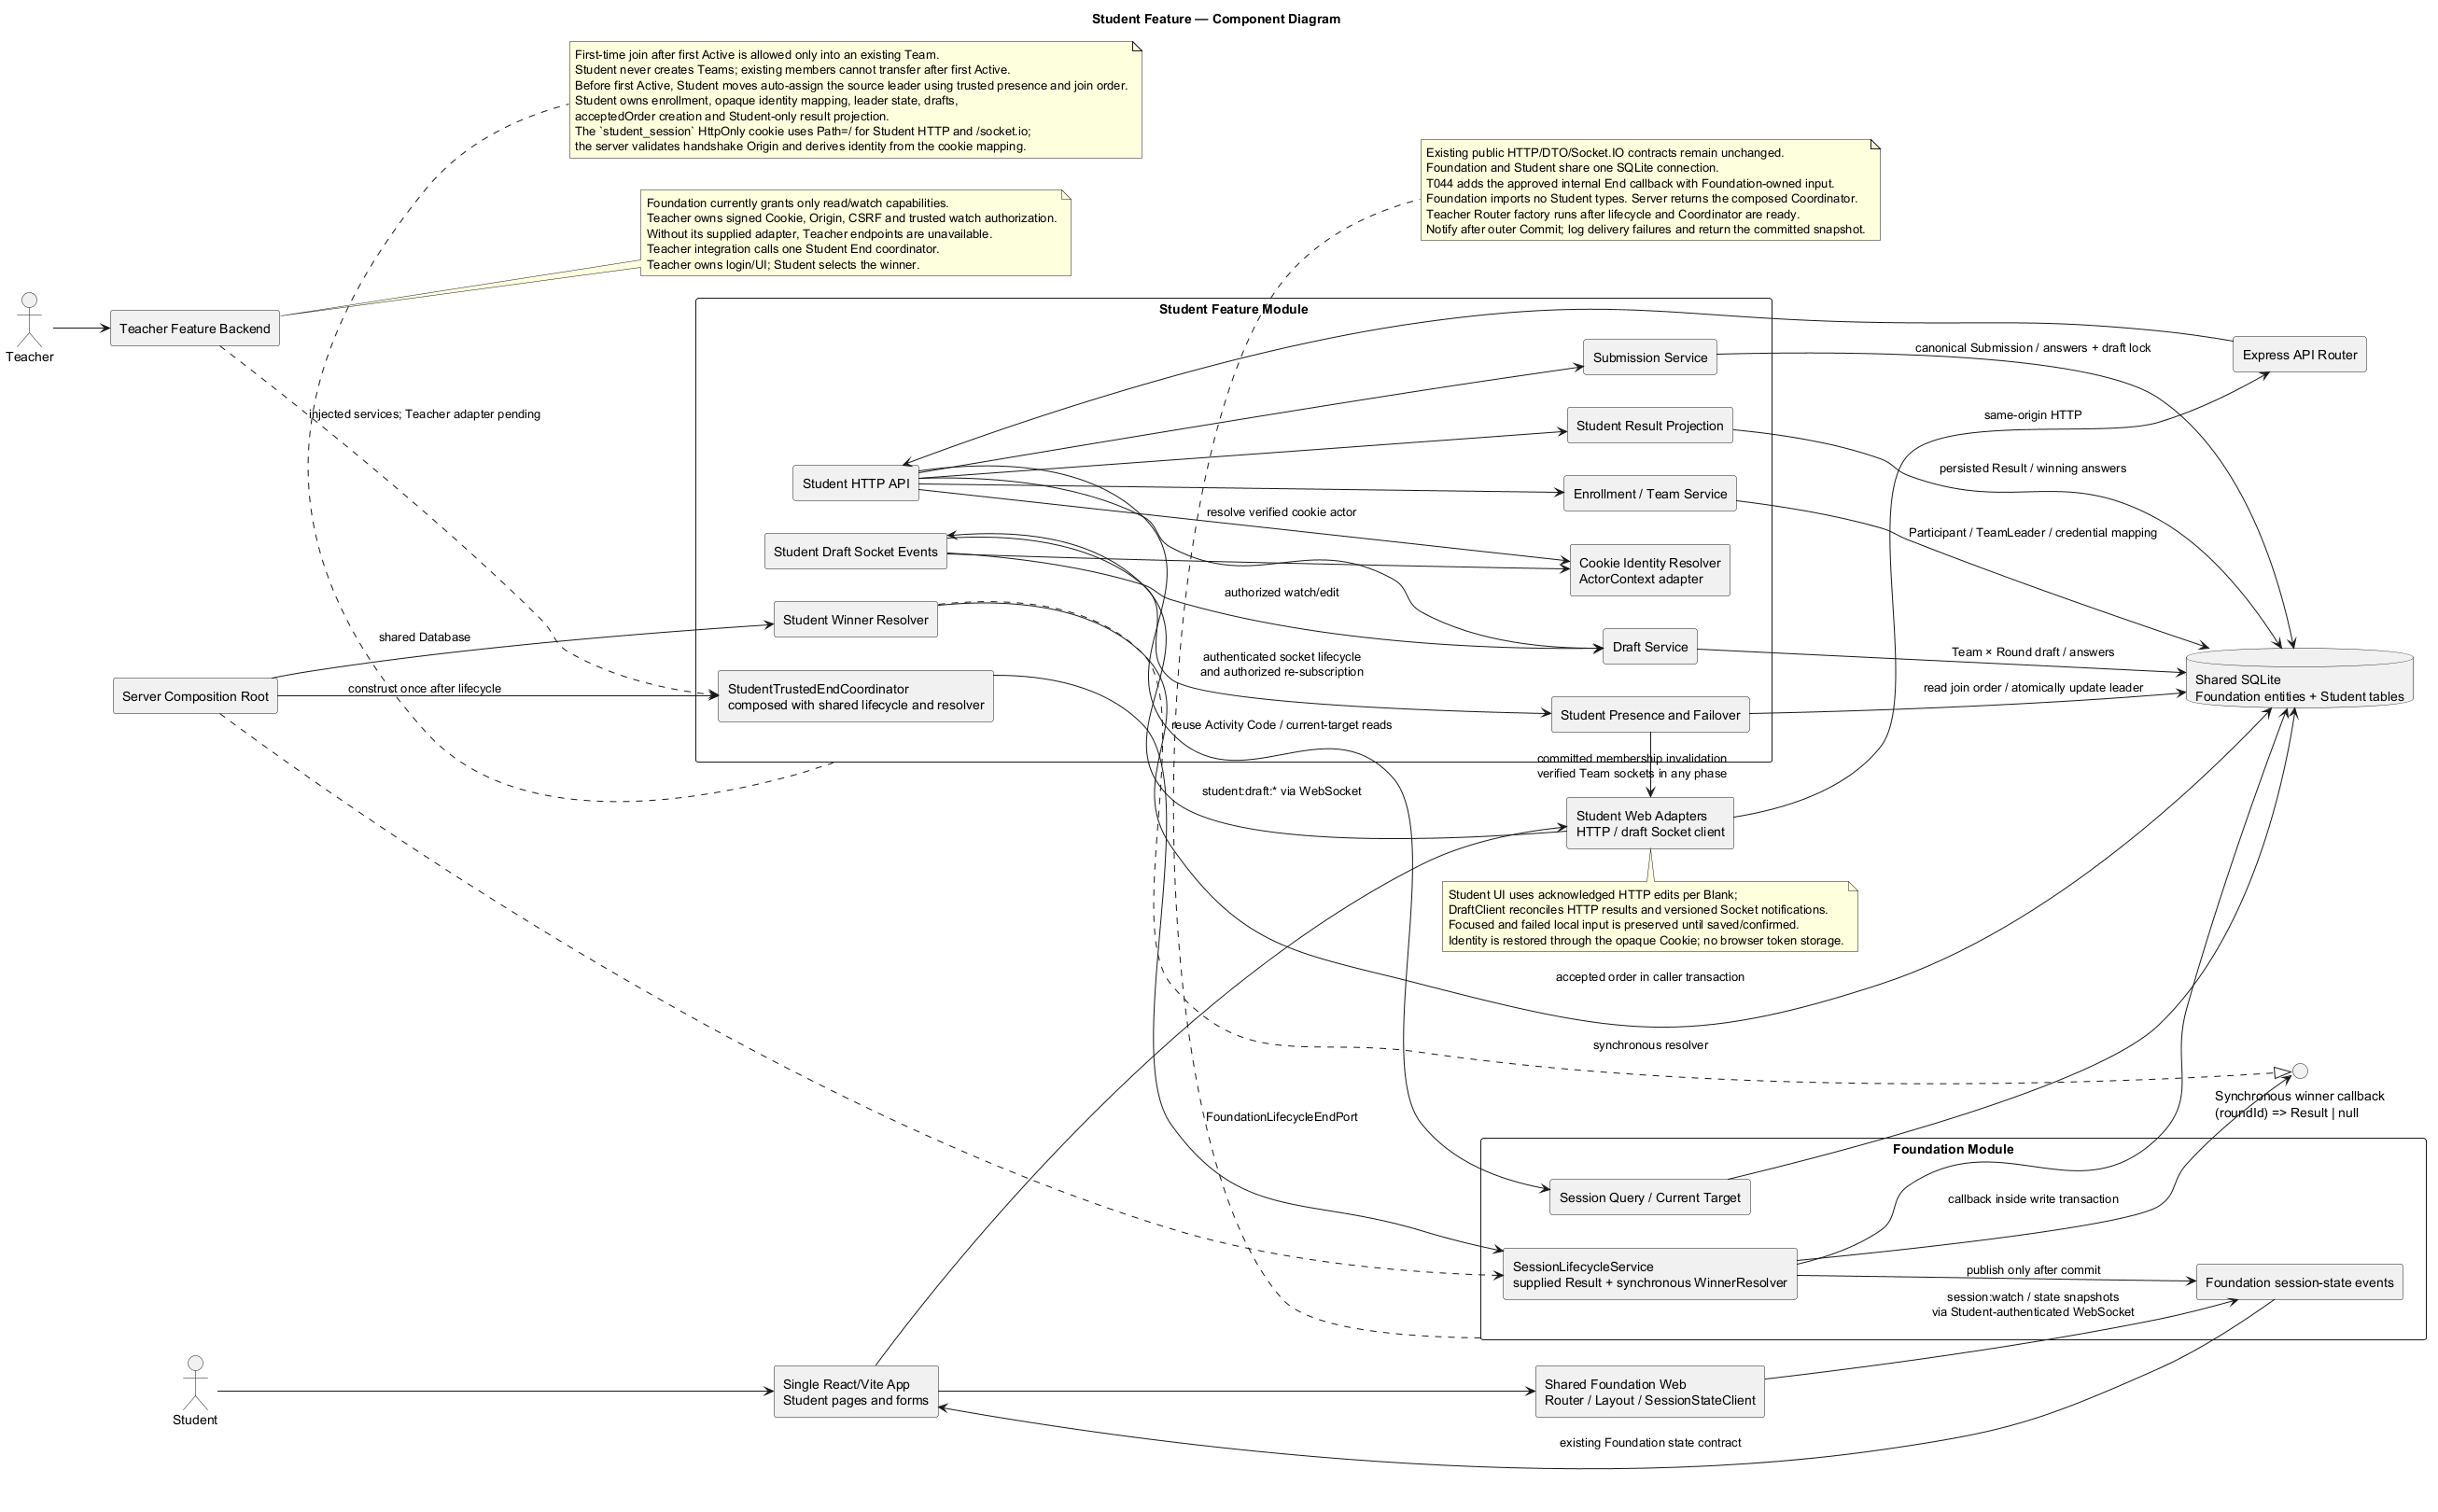 Student Feature — Component Diagram
First-time join after first Active is allowed only into an existing Team.
Student never creates Teams; existing members cannot transfer after first Active.
Before first Active, Student moves auto-assign the source leader using trusted presence and join order.
Student owns enrollment, opaque identity mapping, leader state, drafts,
acceptedOrder creation and Student-only result projection.
The `student_session` HttpOnly cookie uses Path=/ for Student HTTP and /socket.io;
the server validates handshake Origin and derives identity from the cookie mapping.
Existing public HTTP/DTO/Socket.IO contracts remain unchanged.
Foundation and Student share one SQLite connection.
T044 adds the approved internal End callback with Foundation-owned input.
Foundation imports no Student types. Server returns the composed Coordinator.
Teacher Router factory runs after lifecycle and Coordinator are ready.
Notify after outer Commit; log delivery failures and return the committed snapshot.
Foundation currently grants only read/watch capabilities.
Teacher owns signed Cookie, Origin, CSRF and trusted watch authorization.
Without its supplied adapter, Teacher endpoints are unavailable.
Teacher integration calls one Student End coordinator.
Teacher owns login/UI; Student selects the winner.
Teacher
Teacher Feature Backend
Student Feature Module
Submission Service
canonical Submission / answers + draft lock
Express API Router
injected services; Teacher adapter pending
same-origin HTTP
Student Result Projection
persisted Result / winning answers
Student HTTP API
Enrollment / Team Service
resolve verified cookie actor
Participant / TeamLeader / credential mapping
Student Draft Socket Events
Cookie Identity Resolver
ActorContext adapter
authorized watch/edit
Student Winner Resolver
shared Database
Draft Service
Team × Round draft / answers
authenticated socket lifecycle
and authorized re-subscription
Shared SQLite
Foundation entities + Student tables
Server Composition Root
construct once after lifecycle
StudentTrustedEndCoordinator
composed with shared lifecycle and resolver
read join order / atomically update leader
Student Presence and Failover
reuse Activity Code / current-target reads
committed membership invalidation
verified Team sockets in any phase
student:draft:* via WebSocket
Student Web Adapters
HTTP / draft Socket client
Student UI uses acknowledged HTTP edits per Blank;
DraftClient reconciles HTTP results and versioned Socket notifications.
Focused and failed local input is preserved until saved/confirmed.
Identity is restored through the opaque Cookie; no browser token storage.
accepted order in caller transaction
synchronous resolver
Synchronous winner callback
(roundId) => Result | null
FoundationLifecycleEndPort
Foundation Module
Session Query / Current Target
callback inside write transaction
SessionLifecycleService
supplied Result + synchronous WinnerResolver
publish only after commit
Foundation session-state events
session:watch / state snapshots
via Student-authenticated WebSocket
Student
Single React/Vite App
Student pages and forms
Shared Foundation Web
Router / Layout / SessionStateClient
existing Foundation state contract